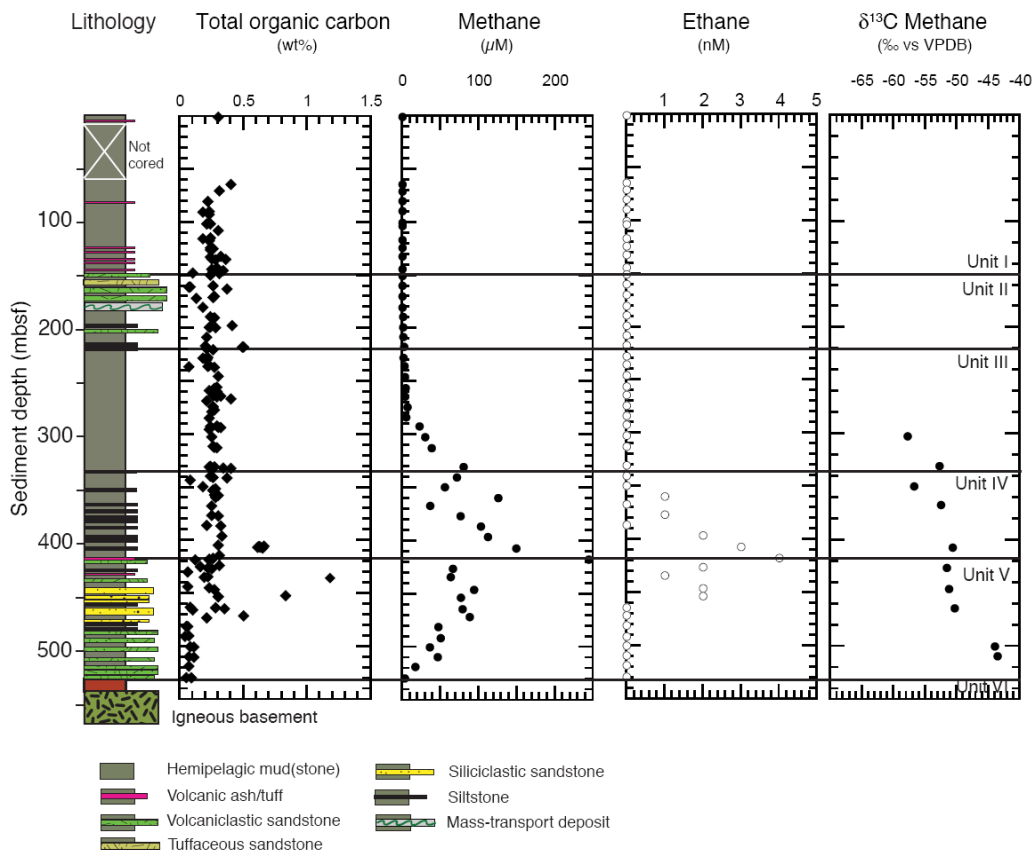 Lithology
Total organic carbon
(wt%)
Methane
(µM)
Ethane
(nM)
δ¹³C Methane
(‰ vs VPDB)
0 0.5 1 1.5
0 100 200
1 2 3 4 5
-65 -60 -55 -50 -45 -40
Not
cored
Sediment depth (mbsf)
100
200
300
400
500
Unit I
Unit II
Unit III
Unit IV
Unit V
Unit VI
Igneous basement
Hemipelagic mud(stone)
Volcanic ash/tuff
Volcaniclastic sandstone
Tuffaceous sandstone
Siliciclastic sandstone
Siltstone
Mass-transport deposit